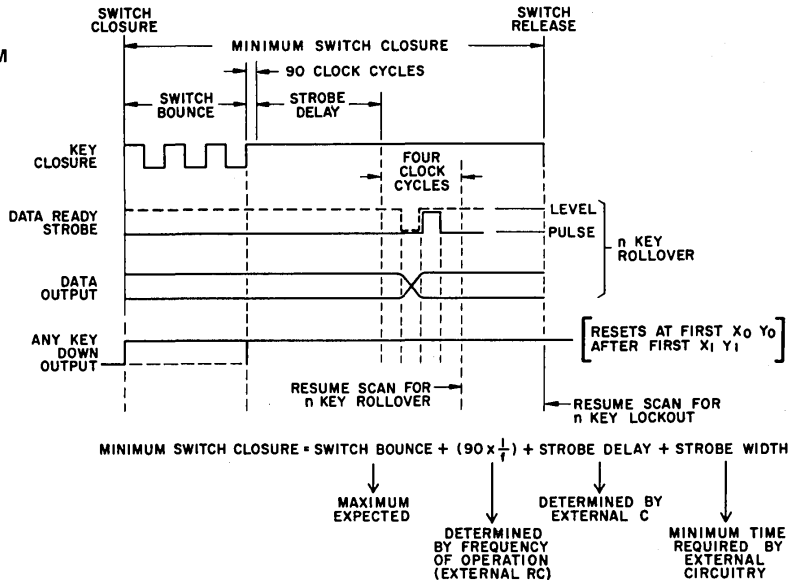 SWITCH CLOSURE
SWITCH RELEASE
M
MINIMUM SWITCH CLOSURE
90 CLOCK CYCLES
SWITCH BOUNCE
STROBE DELAY
KEY CLOSURE
FOUR CLOCK CYCLES
DATA READY STROBE
LEVEL
PULSE
n KEY ROLLOVER
DATA OUTPUT
ANY KEY DOWN OUTPUT
[RESETS AT FIRST X₀ Y₀
AFTER FIRST X₁ Y₁]
RESUME SCAN FOR
n KEY ROLLOVER
RESUME SCAN FOR
n KEY LOCKOUT
MINIMUM SWITCH CLOSURE = SWITCH BOUNCE + (90 x 1/f) + STROBE DELAY + STROBE WIDTH
MAXIMUM EXPECTED
DETERMINED BY FREQUENCY OF OPERATION (EXTERNAL RC)
DETERMINED BY EXTERNAL C
MINIMUM TIME REQUIRED BY EXTERNAL CIRCUITRY